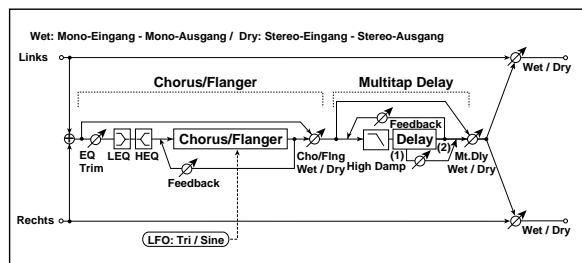 Wet: Mono-Eingang - Mono-Ausgang / Dry: Stereo-Eingang - Stereo-Ausgang
Links
Wet / Dry
Chorus/Flanger
Multitap Delay
Feedback
EQ
Trim
LEQ
HEQ
Chorus/Flanger
Cho/Flng
Wet / Dry
High Damp
Delay
(1)
(2)
Mt.Dly
Wet / Dry
Feedback
Rechts
Wet / Dry
LFO: Tri / Sine